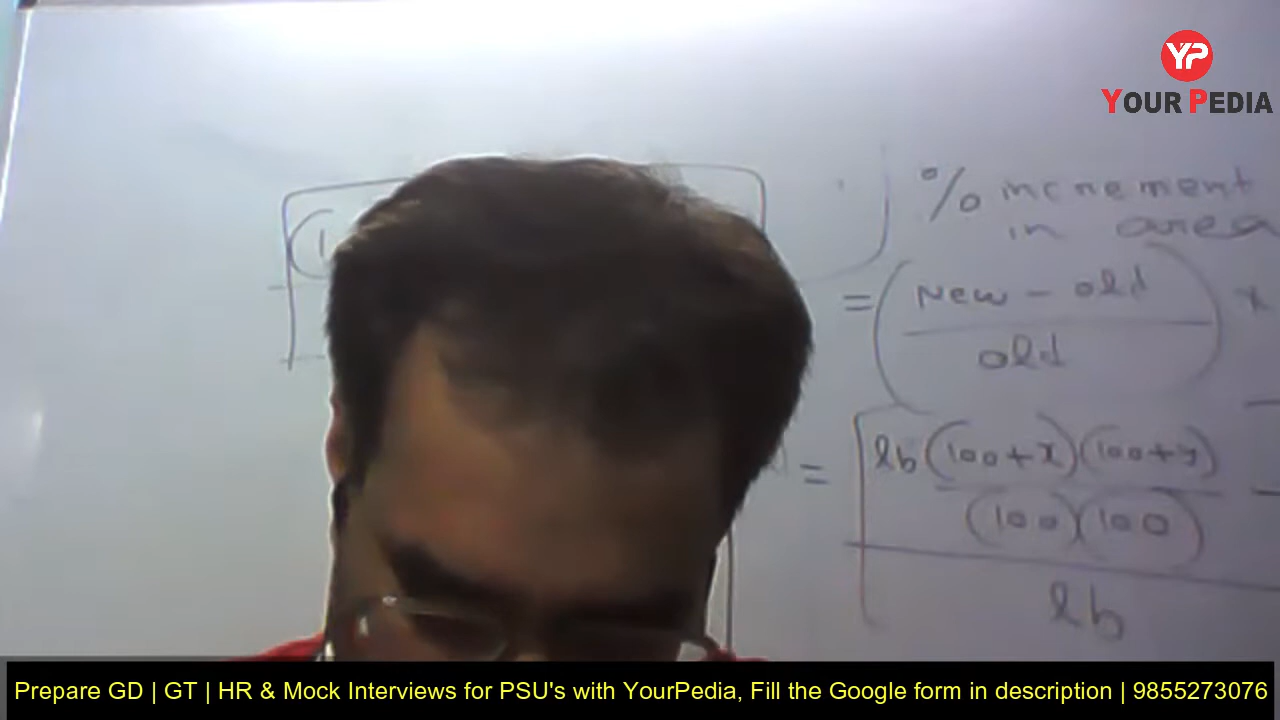 YP
YOUR PEDIA
% increment
in area
= (New - old / old) x
= [lb(100+x)(100+y) / (100)(100) -
lb
Prepare GD | GT | HR & Mock Interviews for PSU's with YourPedia, Fill the Google form in description | 9855273076